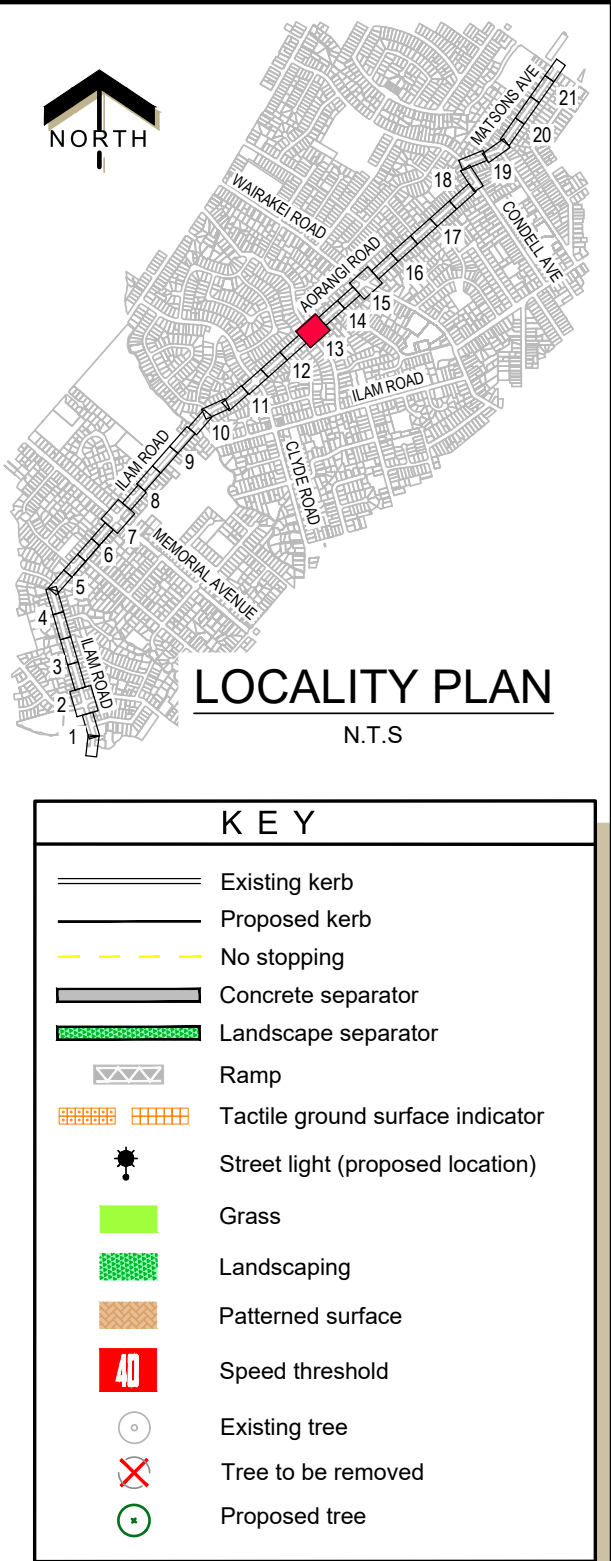 NORTH
MATSONS AVE
21
20
19
18
WAIRAKEI ROAD
CONDELL AVE
17
AORANGI ROAD
16
15
14
13
12
ILAM ROAD
11
10
CLYDE ROAD
ILAM ROAD
9
8
7
MEMORIAL AVENUE
6
5
4
ILAM ROAD
3
2
1
LOCALITY PLAN
N.T.S
KEY
Existing kerb
Proposed kerb
No stopping
Concrete separator
Landscape separator
Ramp
Tactile ground surface indicator
Street light (proposed location)
Grass
Landscaping
Patterned surface
40
Speed threshold
Existing tree
Tree to be removed
Proposed tree